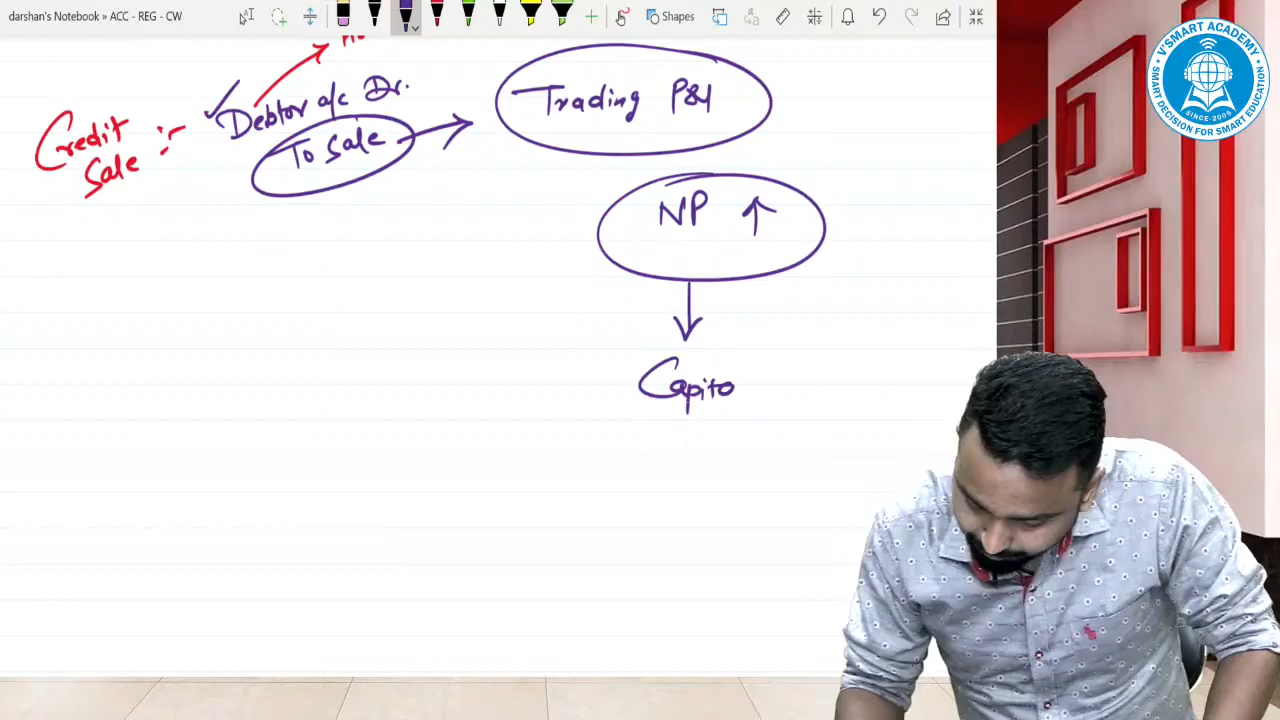 darshan's Notebook » ACC - REG - CW
Shapes
V'SMART ACADEMY
SMART DECISION FOR SMART EDUCATION
SINCE-2005
Credit Sale :-
Debtor a/c Dr.
To Sale
Trading P&l
NP ↑
Capita